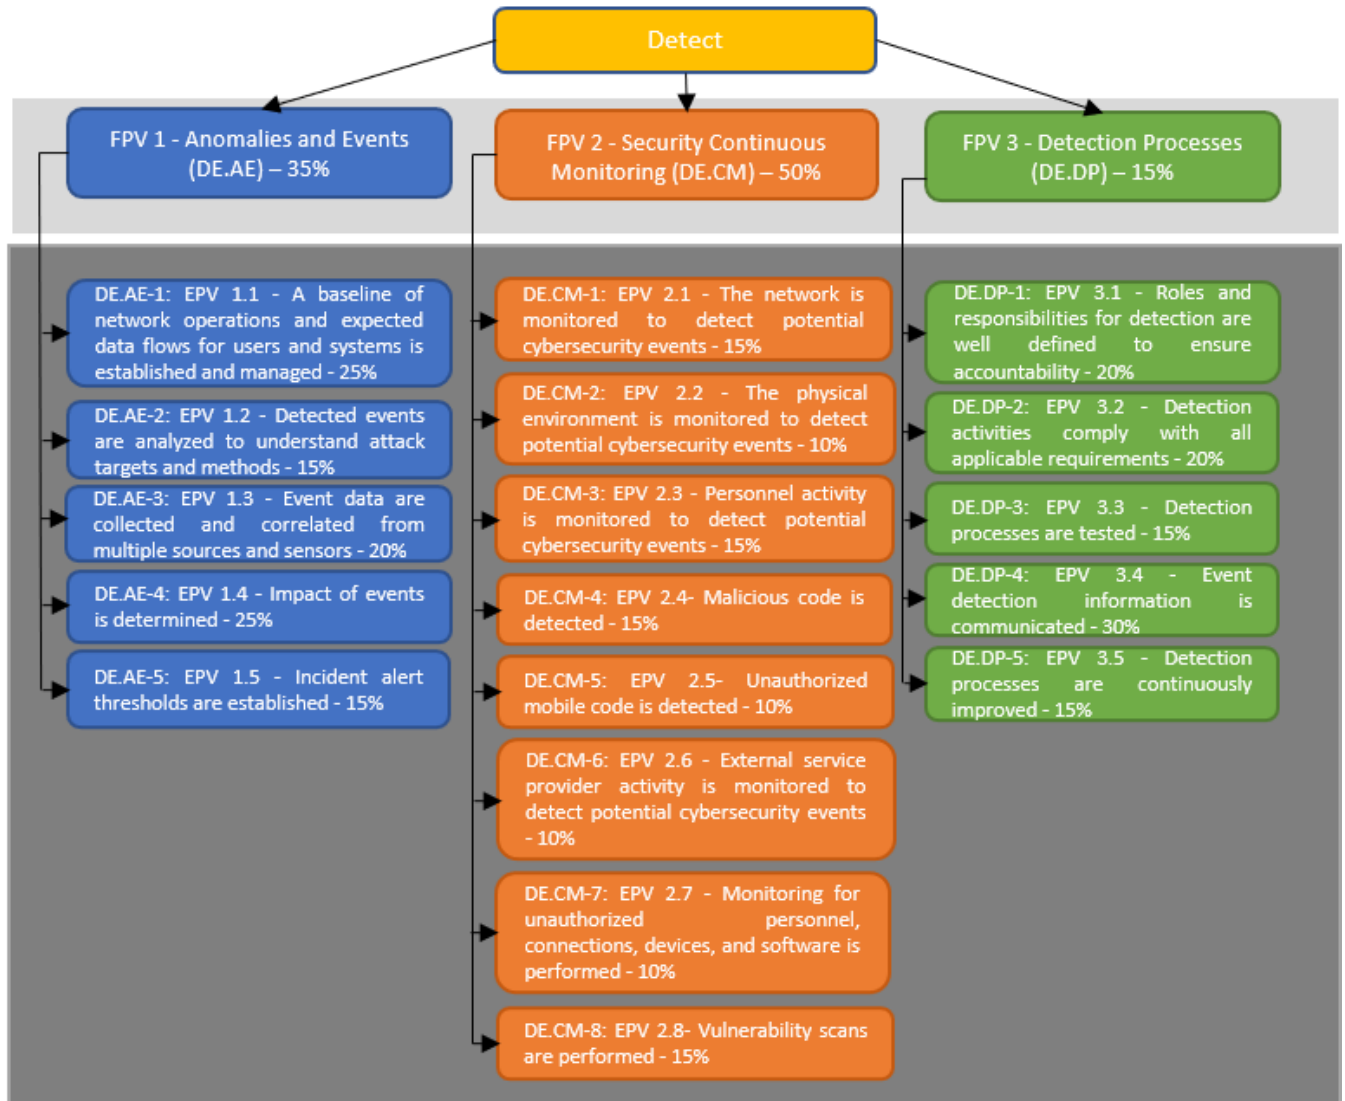 Detect
FPV 1 - Anomalies and Events
(DE.AE) – 35%
FPV 2 - Security Continuous
Monitoring (DE.CM) – 50%
FPV 3 - Detection Processes
(DE.DP) – 15%
DE.AE-1: EPV 1.1 - A baseline of
network operations and expected
data flows for users and systems is
established and managed - 25%
DE.AE-2: EPV 1.2 - Detected events
are analyzed to understand attack
targets and methods - 15%
DE.AE-3: EPV 1.3 - Event data are
collected and correlated from
multiple sources and sensors - 20%
DE.AE-4: EPV 1.4 - Impact of events
is determined - 25%
DE.AE-5: EPV 1.5 - Incident alert
thresholds are established - 15%
DE.CM-1: EPV 2.1 - The network is
monitored to detect potential
cybersecurity events - 15%
DE.CM-2: EPV 2.2 - The physical
environment is monitored to detect
potential cybersecurity events - 10%
DE.CM-3: EPV 2.3 - Personnel activity
is monitored to detect potential
cybersecurity events - 15%
DE.CM-4: EPV 2.4- Malicious code is
detected - 15%
DE.CM-5: EPV 2.5- Unauthorized
mobile code is detected - 10%
DE.CM-6: EPV 2.6 - External service
provider activity is monitored to
detect potential cybersecurity events
- 10%
DE.CM-7: EPV 2.7 - Monitoring for
unauthorized personnel,
connections, devices, and software is
performed - 10%
DE.CM-8: EPV 2.8- Vulnerability scans
are performed - 15%
DE.DP-1: EPV 3.1 - Roles and
responsibilities for detection are
well defined to ensure
accountability - 20%
DE.DP-2: EPV 3.2 - Detection
activities comply with all
applicable requirements - 20%
DE.DP-3: EPV 3.3 - Detection
processes are tested - 15%
DE.DP-4: EPV 3.4 - Event
detection information is
communicated - 30%
DE.DP-5: EPV 3.5 - Detection
processes are continuously
improved - 15%